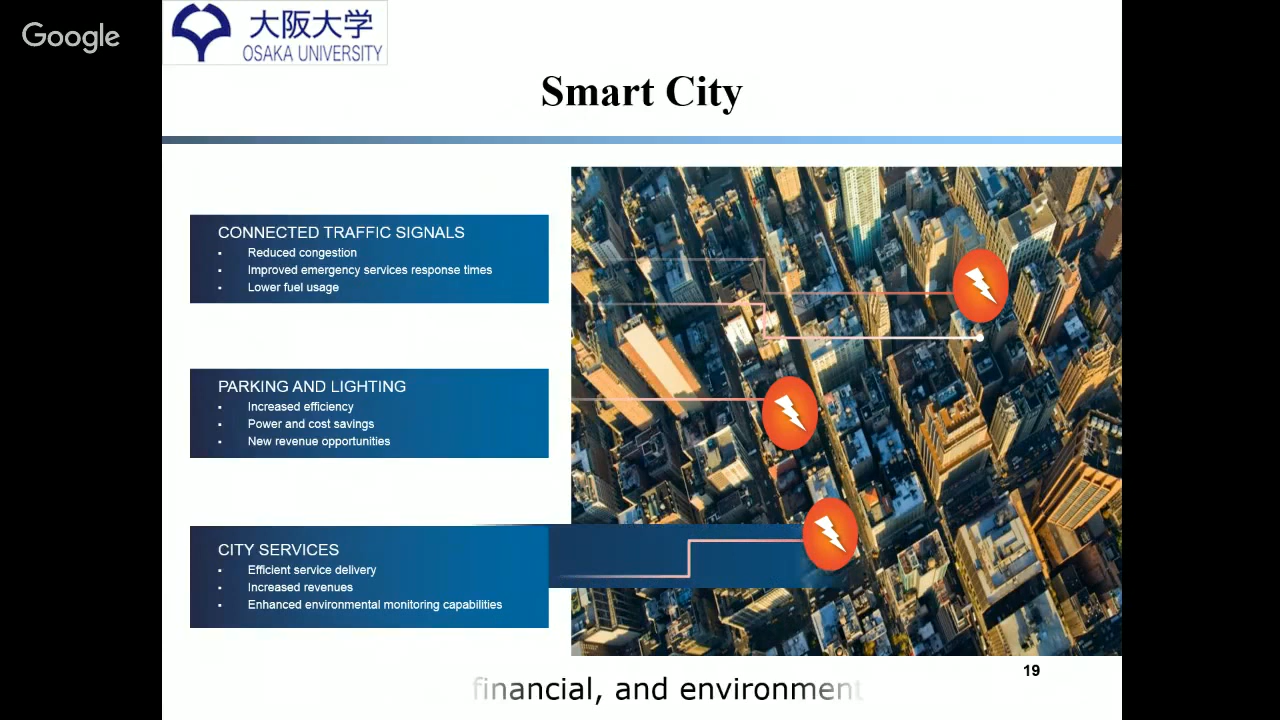 Google
大阪大学
OSAKA UNIVERSITY
Smart City
CONNECTED TRAFFIC SIGNALS
▪ Reduced congestion
▪ Improved emergency services response times
▪ Lower fuel usage
PARKING AND LIGHTING
▪ Increased efficiency
▪ Power and cost savings
▪ New revenue opportunities
CITY SERVICES
▪ Efficient service delivery
▪ Increased revenues
▪ Enhanced environmental monitoring capabilities
19
financial, and environment